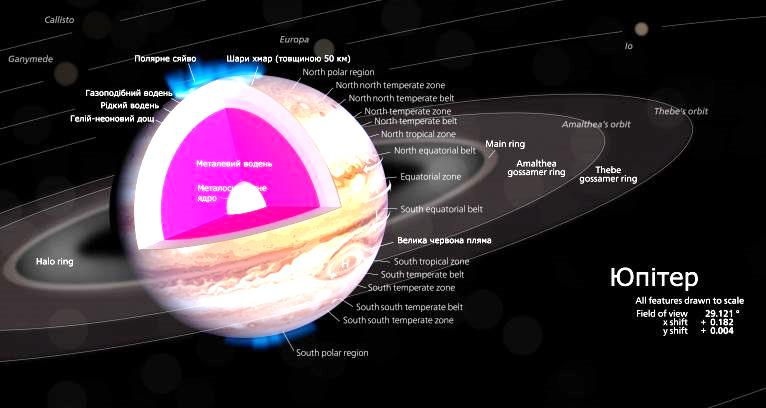 Callisto
Europa
Io
Ganymede
Полярне сяйво
Шари хмар (товщиною 50 км)
North polar region
North north temperate zone
Газоподібний водень
North north temperate belt
Рідкий водень
North temperate zone
Thebe's orbit
Гелій-неоновий дощ
North temperate belt
Amalthea's orbit
North tropical zone
Main ring
North equatorial belt
Металевий водень
Amalthea
gossamer ring
Thebe
gossamer ring
Equatorial zone
ядро
South equatorial belt
Велика червона пляма
Halo ring
South tropical zone
South temperate belt
South temperate zone
Юпітер
All features drawn to scale
South south temperate belt
South south temperate zone
Field of view 29.121 °
x shift + 0.182
y shift + 0.004
South polar region